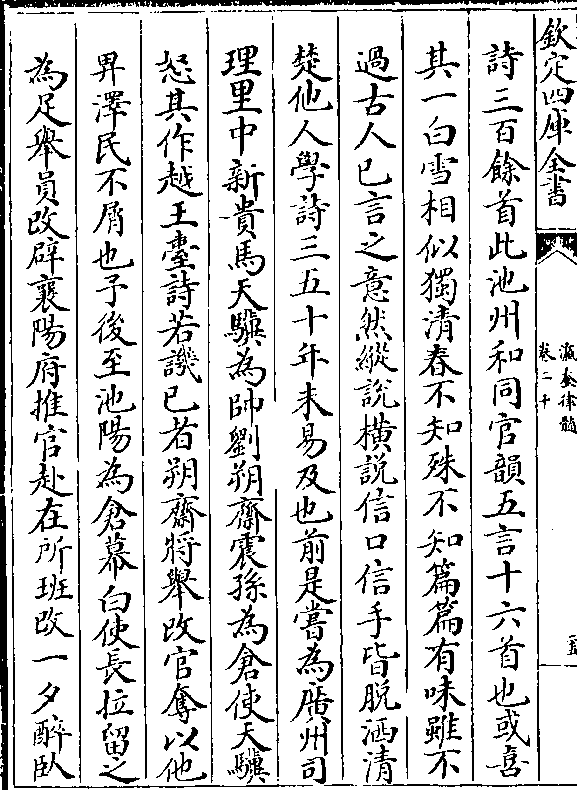 欽定四庫全書
瀛奎律髓
卷二十
詩三百餘首此池州和同官韻五言十六首也或喜
其一白雪相似獨清春不知殊不知篇篇有味雖不
過古人已言之意然縱說橫說信口信手皆脫洒清
楚他人學詩三五十年未易及也前是嘗為廣州司
理里中新貴馬天驥為帥劉朔齋震孫為倉使天驥
怒其作越王臺詩若譏已者朔齋將舉改官奪以他
畀澤民不屑也予後至池陽為倉幕白使長拉留之
為足舉員改辟襄陽府推官赴在所班改一夕醉臥